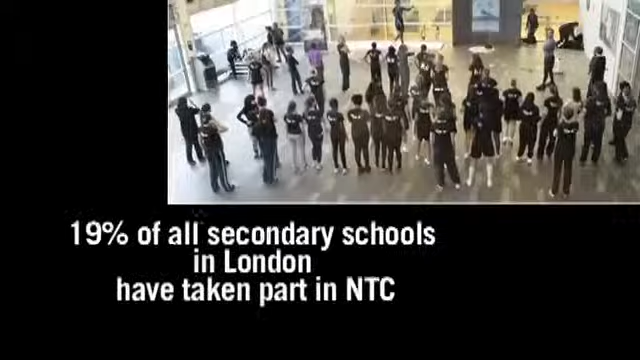 19% of all secondary schools
in London
have taken part in NTC